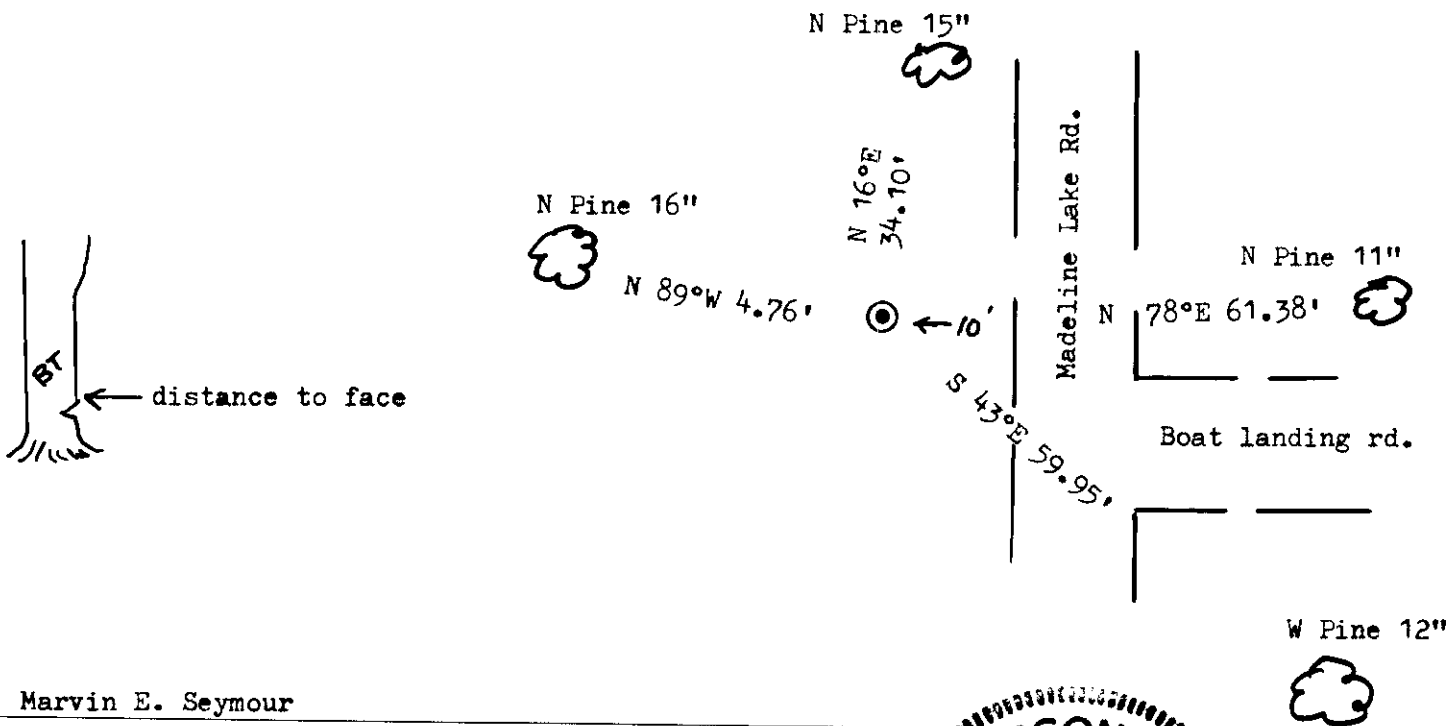 N Pine 15"
Madeline Lake Rd.
N 16°E
34.10'
N Pine 16"
N Pine 11"
N 89°W 4.76'
←10'
N 78°E 61.38'
BT
distance to face
S 43°E 59.95'
Boat landing rd.
W Pine 12"
Marvin E. Seymour